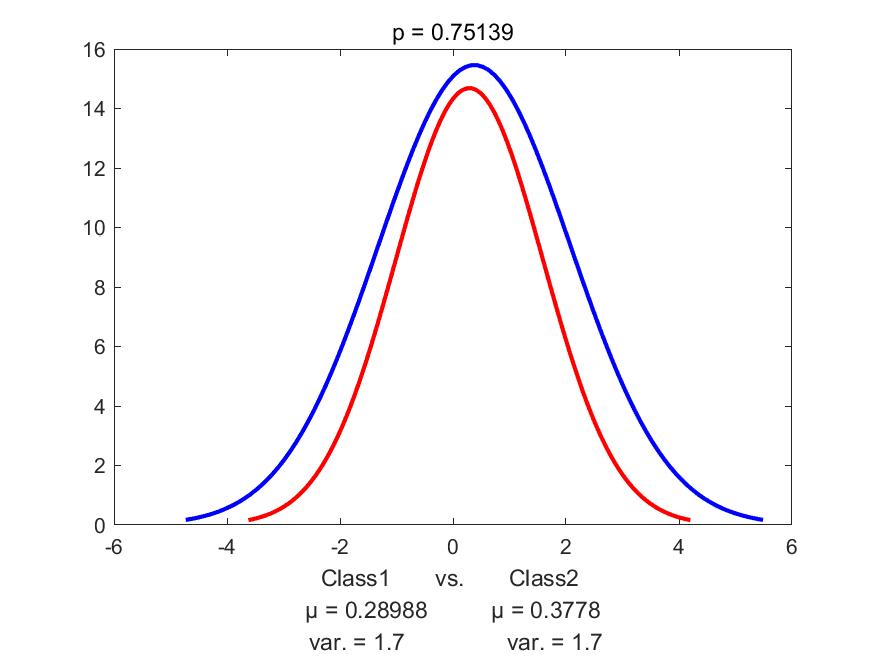 p = 0.75139
16
14
12
10
8
6
4
2
0
-6 -4 -2 0 2 4 6
Class1 vs. Class2
μ = 0.28988 μ = 0.3778
var. = 1.7 var. = 1.7